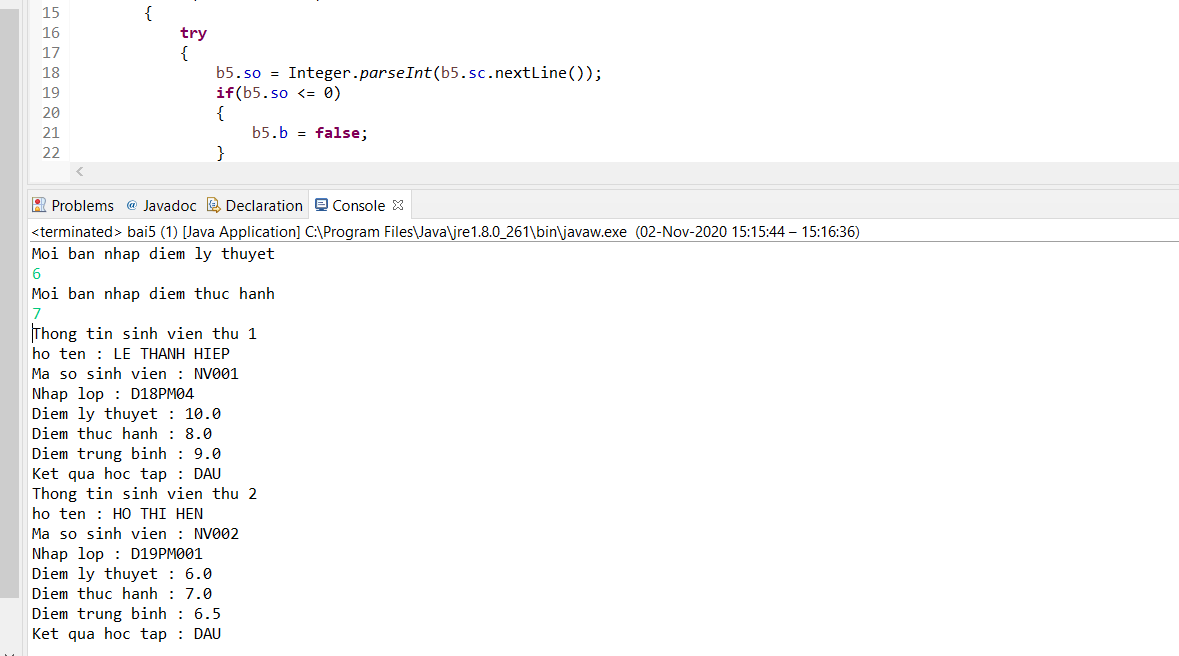 15 {
16 try
17 {
18 b5.so = Integer.parseInt(b5.sc.nextLine());
19 if(b5.so <= 0)
20 {
21 b5.b = false;
22 }
Problems @ Javadoc Declaration Console
<terminated> bai5 (1) [Java Application] C:\Program Files\Java\jre1.8.0_261\bin\javaw.exe (02-Nov-2020 15:15:44 – 15:16:36)
Moi ban nhap diem ly thuyet
6
Moi ban nhap diem thuc hanh
7
Thong tin sinh vien thu 1
ho ten : LE THANH HIEP
Ma so sinh vien : NV001
Nhap lop : D18PM04
Diem ly thuyet : 10.0
Diem thuc hanh : 8.0
Diem trung binh : 9.0
Ket qua hoc tap : DAU
Thong tin sinh vien thu 2
ho ten : HO THI HEN
Ma so sinh vien : NV002
Nhap lop : D19PM001
Diem ly thuyet : 6.0
Diem thuc hanh : 7.0
Diem trung binh : 6.5
Ket qua hoc tap : DAU